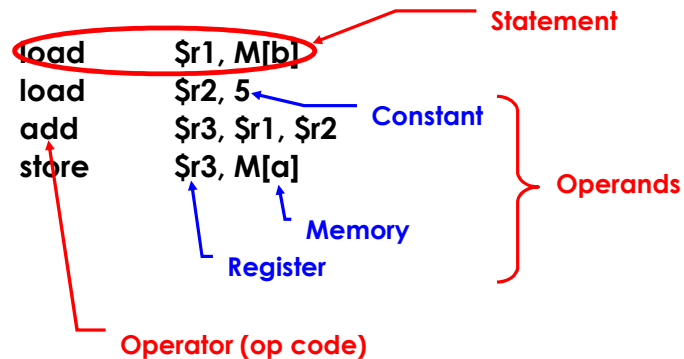 Statement
load $r1, M[b]
load $r2, 5
Constant
add $r3, $r1, $r2
store $r3, M[a]
Operands
Memory
Register
Operator (op code)